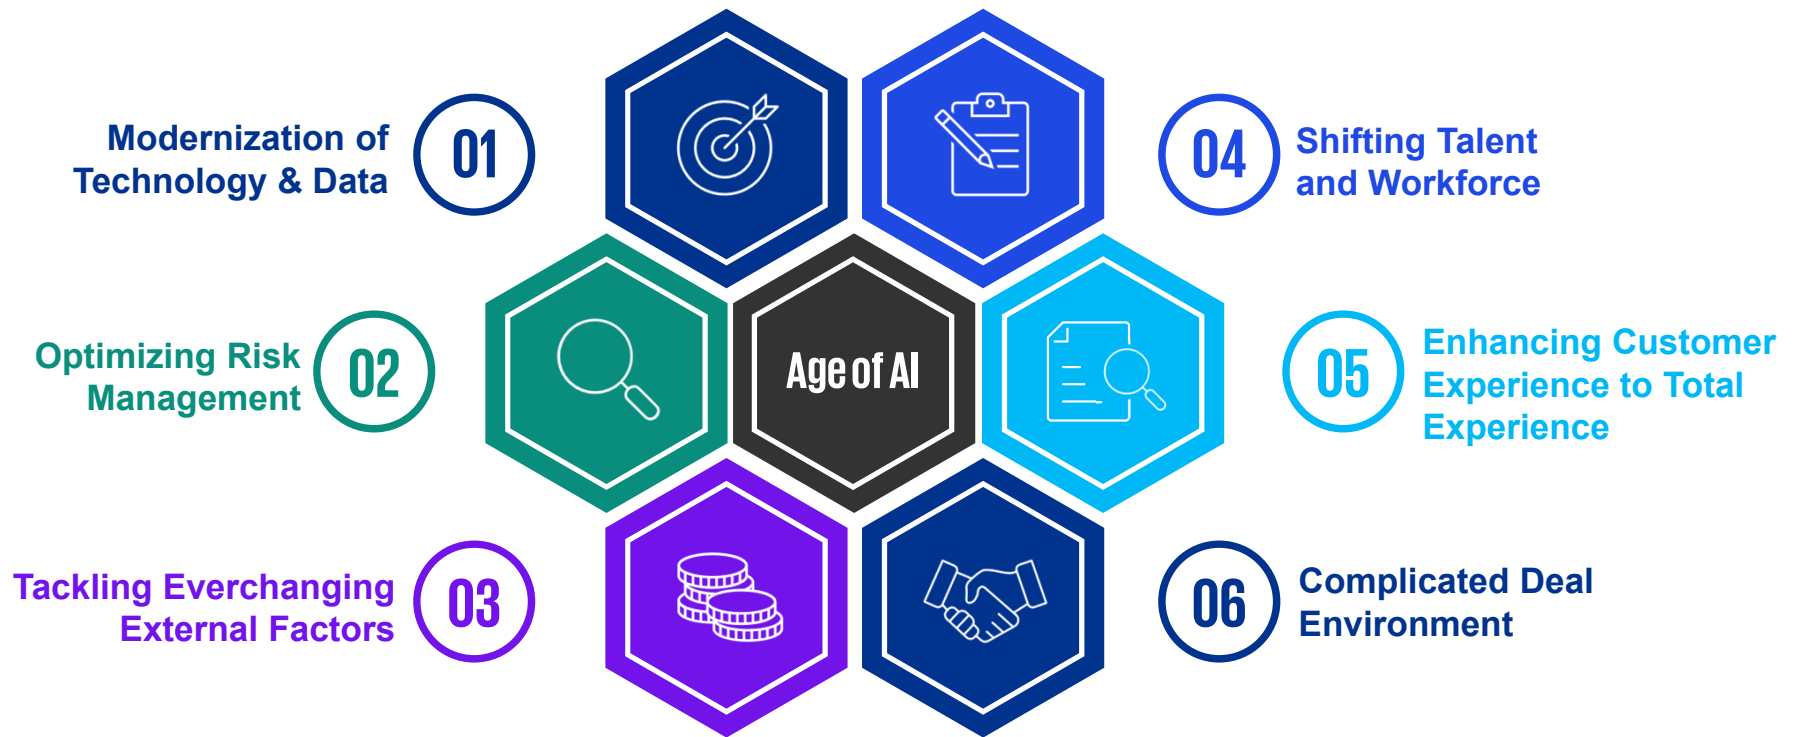 Modernization of
Technology & Data
01
Optimizing Risk
Management
02
Tackling Everchanging
External Factors
03
Age of AI
04
Shifting Talent
and Workforce
05
Enhancing Customer
Experience to Total
Experience
06
Complicated Deal
Environment